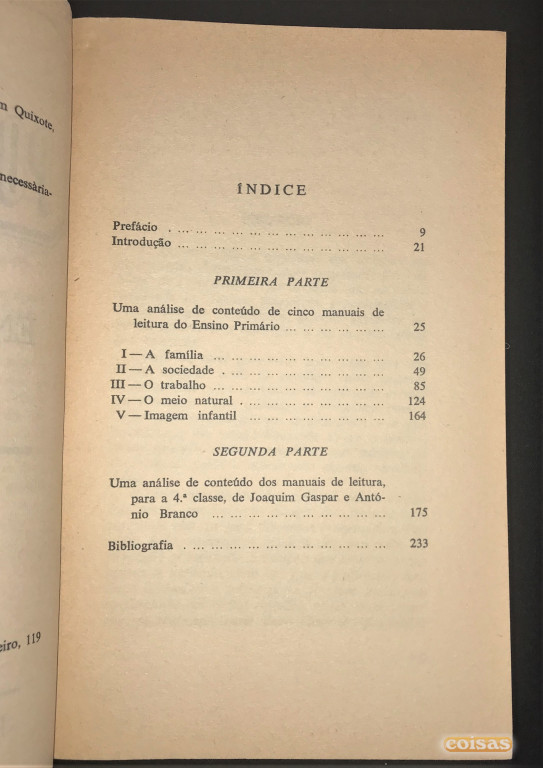 m Quixote,
necessària-
eiro, 119
ÍNDICE
Prefácio . ... ... ... ... ... ... ... ... ... ... ... 9
Introdução ... ... ... ... ... ... ... ... ... ... ... 21
PRIMEIRA PARTE
Uma análise de conteúdo de cinco manuais de
leitura do Ensino Primário ... ... ... ... ... 25
I — A família ... ... ... ... ... ... ... ... ... 26
II — A sociedade . ... ... ... ... ... ... ... ... 49
III — O trabalho ... ... ... ... ... ... ... ... ... 85
IV — O meio natural . ... ... ... ... ... ... ... 124
V — Imagem infantil ... ... ... ... ... ... ... 164
SEGUNDA PARTE
Uma análise de conteúdo dos manuais de leitura,
para a 4.ª classe, de Joaquim Gaspar e Antó-
nio Branco ... ... ... ... ... ... ... ... ... 175
Bibliografia . ... ... ... ... ... ... ... ... ... ... 233
coisas